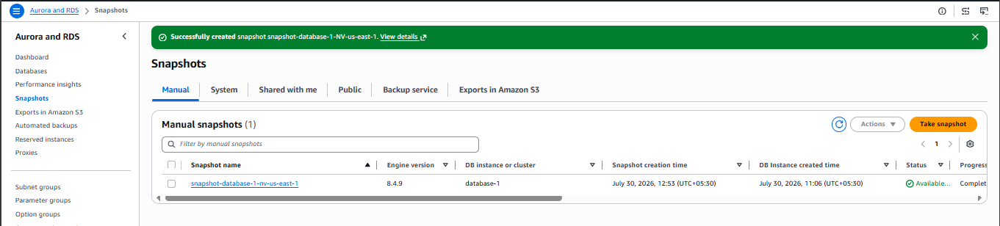 Aurora and RDS > Snapshots
Aurora and RDS
Dashboard
Databases
Performance insights
Snapshots
Exports in Amazon S3
Automated backups
Reserved instances
Proxies
Subnet groups
Parameter groups
Option groups
Successfully created snapshot snapshot-database-1-NV-us-east-1. View details
Snapshots
Manual System Shared with me Public Backup service Exports in Amazon S3
Manual snapshots (1)
Actions Take snapshot
Filter by manual snapshots
1
Snapshot name Engine version DB instance or cluster Snapshot creation time DB Instance created time Status Progress
snapshot-database-1-nv-us-east-1 8.4.9 database-1 July 30, 2026, 12:53 (UTC+05:30) July 30, 2026, 11:06 (UTC+05:30) Available... Complet